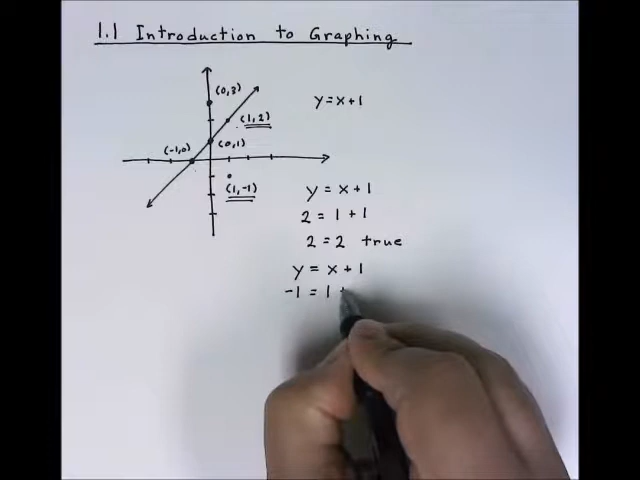 1.1 Introduction to Graphing
(0,3)
y=x+1
(1,2)
(0,1)
(-1,0)
(1,-1)
y = x + 1
2 = 1 + 1
2 = 2 true
y = x + 1
-1 = 1 +